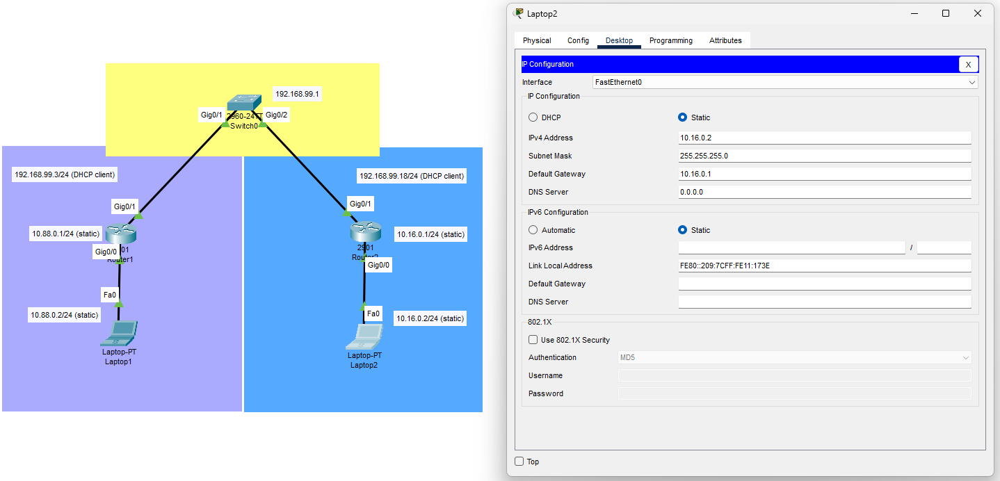 192.168.99.1
Gig0/1
Gig0/2
2960-24TT
Switch0
192.168.99.3/24 (DHCP client)
192.168.99.18/24 (DHCP client)
Gig0/1
Gig0/1
10.88.0.1/24 (static)
10.16.0.1/24 (static)
Gig0/0
01
Router1
2901
Router2
Gig0/0
Fa0
Fa0
10.88.0.2/24 (static)
10.16.0.2/24 (static)
Laptop-PT
Laptop1
Laptop-PT
Laptop2
Laptop2
Physical Config Desktop Programming Attributes
IP Configuration X
Interface FastEthernet0
IP Configuration
DHCP Static
IPv4 Address 10.16.0.2
Subnet Mask 255.255.255.0
Default Gateway 10.16.0.1
DNS Server 0.0.0.0
IPv6 Configuration
Automatic Static
IPv6 Address /
Link Local Address FE80::209:7CFF:FE11:173E
Default Gateway
DNS Server
802.1X
Use 802.1X Security
Authentication MD5
Username
Password
Top